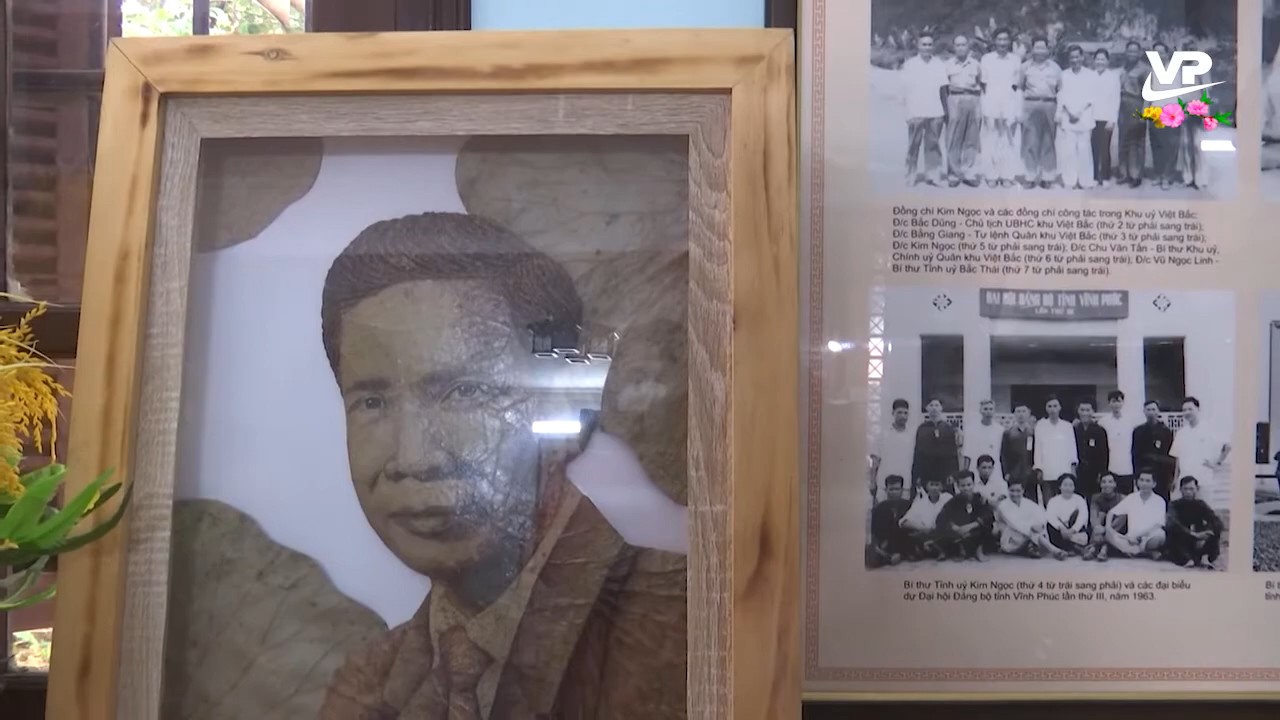 VP
Đồng chí Kim Ngọc và các đồng chí công tác trong Khu uỷ Việt Bắc:
Đ/c Bắc Dũng - Chủ tịch UBHC khu Việt Bắc (thứ 2 từ phải sang trái);
Đ/c Bằng Giang - Tư lệnh Quân khu Việt Bắc (thứ 3 từ phải sang trái);
Đ/c Kim Ngọc (thứ 5 từ phải sang trái); Đ/c Chu Văn Tấn - Bí thư Khu uỷ,
Chính uỷ Quân khu Việt Bắc (thứ 6 từ phải sang trái); Đ/c Vũ Ngọc Linh -
Bí thư Tỉnh uỷ Bắc Thái (thứ 7 từ phải sang trái).
ĐẠI HỘI ĐẢNG BỘ TỈNH VĨNH PHÚC
LẦN THỨ III
Bí thư Tỉnh uỷ Kim Ngọc (thứ 4 từ trái sang phải) và các đại biểu
dự Đại hội Đảng bộ tỉnh Vĩnh Phúc lần thứ III, năm 1963.